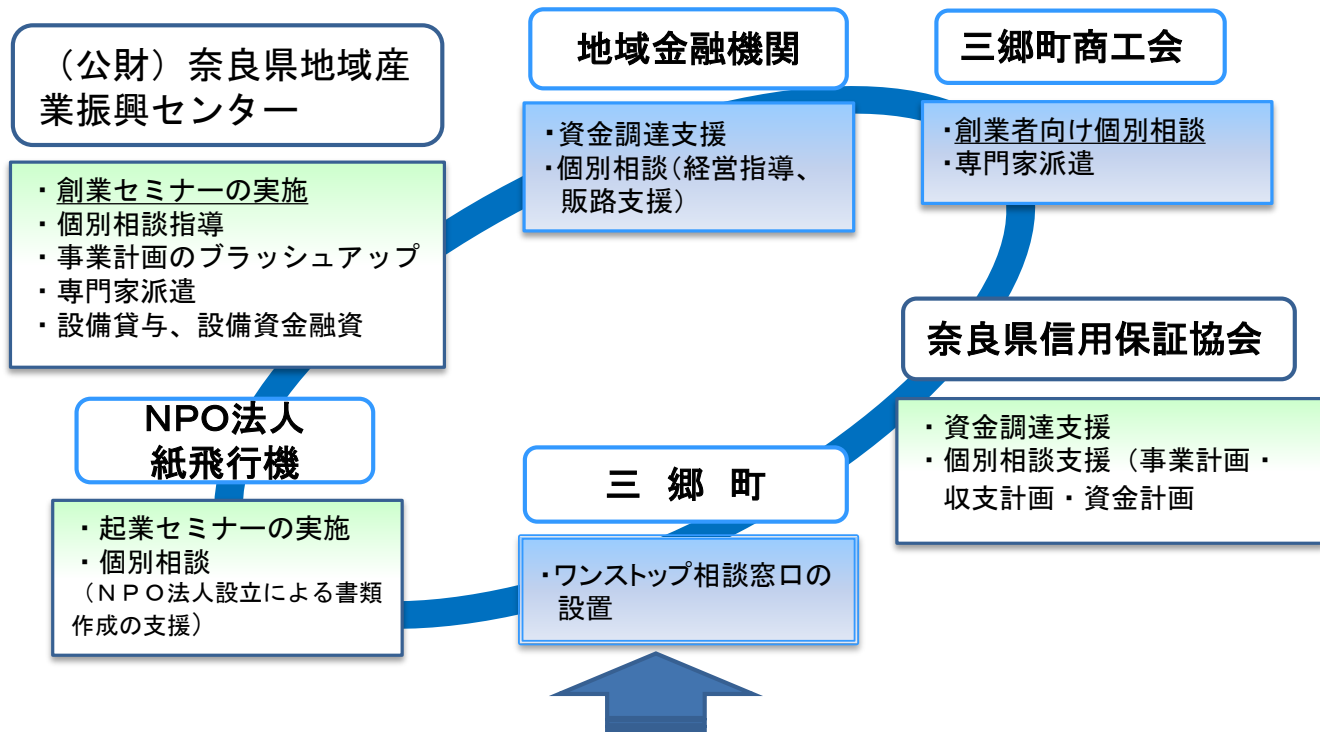 （公財）奈良県地域産
業振興センター
・創業セミナーの実施
・個別相談指導
・事業計画のブラッシュアップ
・専門家派遣
・設備貸与、設備資金融資
地域金融機関
・資金調達支援
・個別相談（経営指導、
販路支援）
三郷町商工会
・創業者向け個別相談
・専門家派遣
奈良県信用保証協会
・資金調達支援
・個別相談支援（事業計画・
収支計画・資金計画
NPO法人
紙飛行機
・起業セミナーの実施
・個別相談
（ＮＰＯ法人設立による書類
作成の支援）
三　郷　町
・ワンストップ相談窓口の
設置